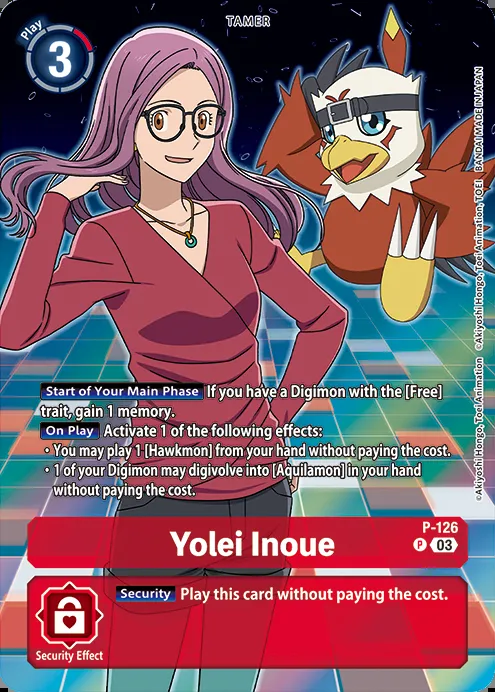 TAMER
Play
3
Start of Your Main Phase If you have a Digimon with the [Free]
trait, gain 1 memory.
On Play Activate 1 of the following effects:
・You may play 1 [Hawkmon] from your hand without paying the cost.
・1 of your Digimon may digivolve into [Aquilamon] in your hand
without paying the cost.
P-126
Yolei Inoue
P 03
Security Play this card without paying the cost.
Security Effect
©Akiyoshi Hongo, Toei Animation
©Akiyoshi Hongo, Toei Animation, TOEI BANDAI MADE IN JAPAN